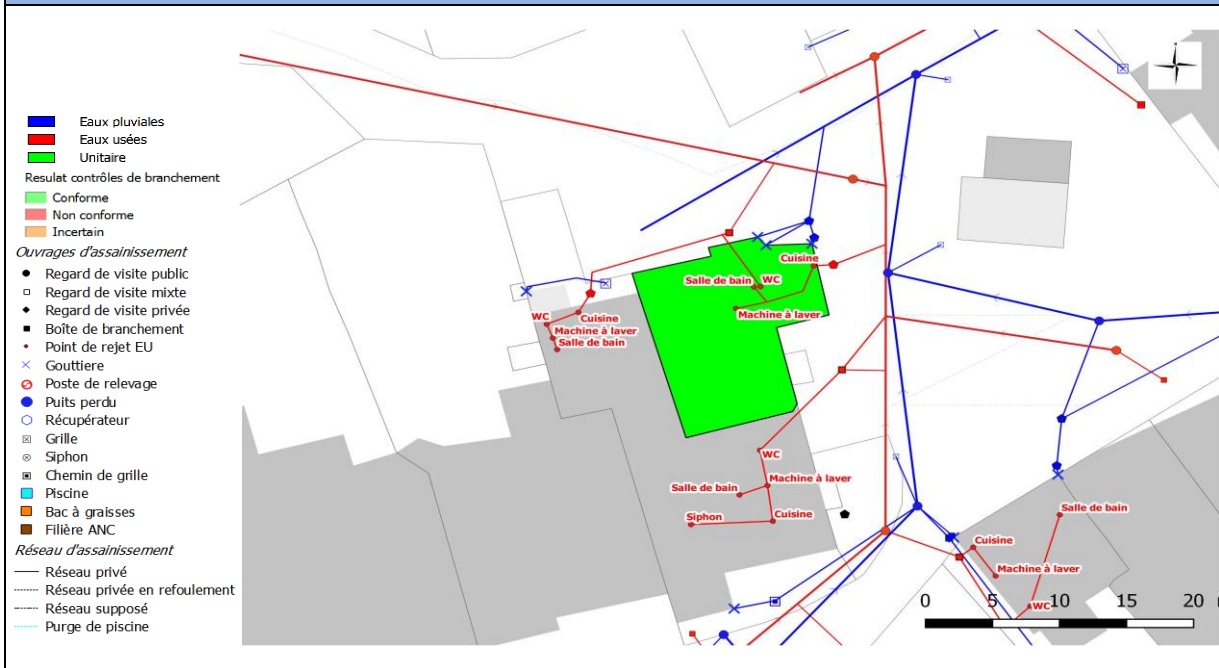 Eaux pluviales
Eaux usées
Unitaire
Resulat contrôles de branchement
Conforme
Non conforme
Incertain
Ouvrages d'assainissement
Regard de visite public
Regard de visite mixte
Regard de visite privée
Boîte de branchement
Point de rejet EU
Gouttiere
Poste de relevage
Puits perdu
Récupérateur
Grille
Siphon
Chemin de grille
Piscine
Bac à graisses
Filière ANC
Réseau d'assainissement
Réseau privé
Réseau privée en refoulement
Réseau supposé
Purge de piscine
Cuisine
Salle de bain
WC
Machine à laver
WC
Cuisine
Machine à laver
Salle de bain
WC
Machine à laver
Salle de bain
Siphon
Cuisine
Salle de bain
Cuisine
Machine à laver
WC
0 5 10 15 20